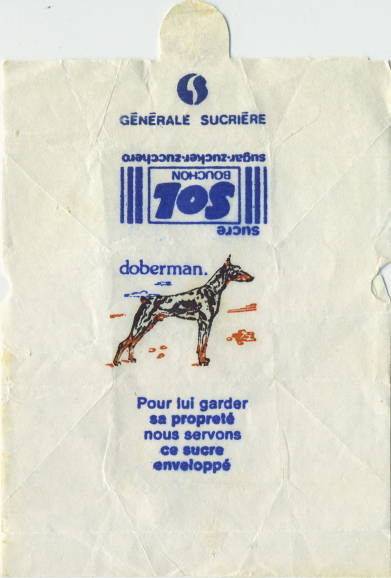 GÉNÉRALE SUCRIÈRE
sugar-zucker-zucchero
BOUCHON
SOL
sucre
doberman.
Pour lui garder
sa propreté
nous servons
ce sucre
enveloppé